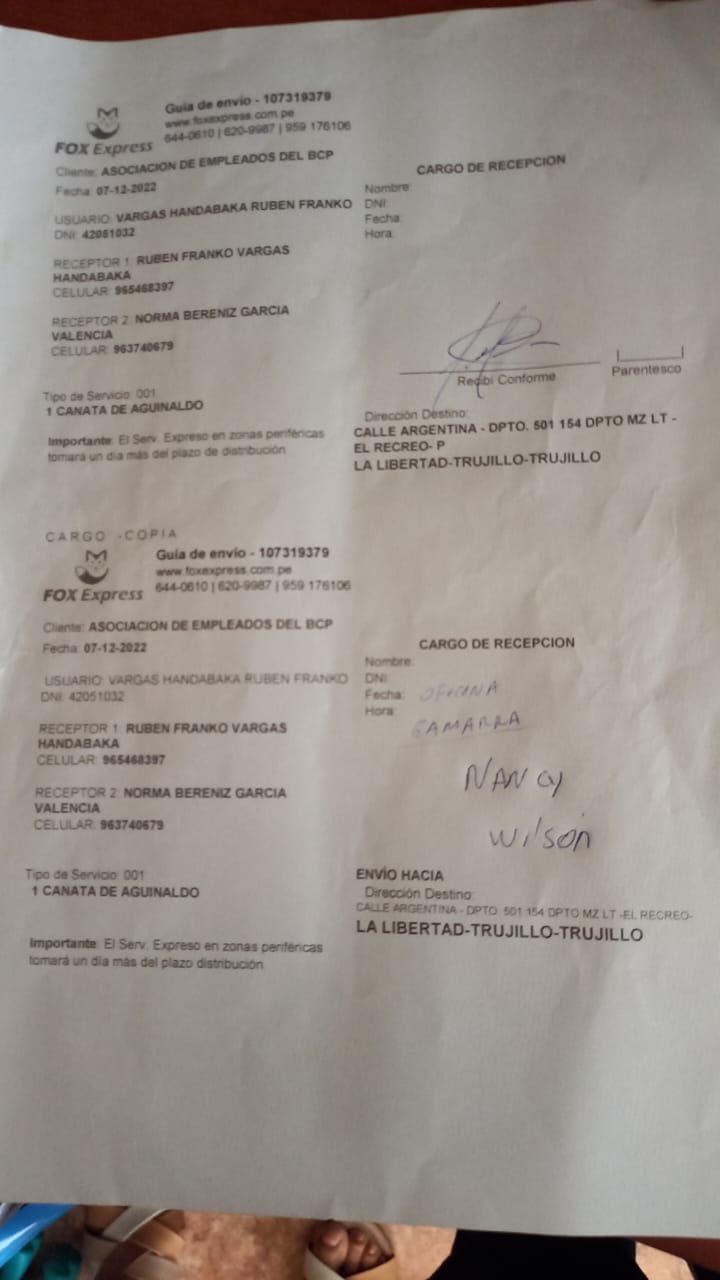 Guia de envio - 107319379
www.foxexpress.com.pe
644-0610 | 620-9987 | 959 176106
FOX Express
Cliente: ASOCIACION DE EMPLEADOS DEL BCP
Fecha: 07-12-2022
USUARIO: VARGAS HANDABAKA RUBEN FRANKO
DNI: 42051032
RECEPTOR 1: RUBEN FRANKO VARGAS
HANDABAKA
CELULAR: 965468397
RECEPTOR 2: NORMA BERENIZ GARCIA
VALENCIA
CELULAR: 963740679
Tipo de Servicio: 001
1 CANATA DE AGUINALDO
Importante: El Serv. Expreso en zonas periféricas
tomará un día más del plazo de distribución
CARGO DE RECEPCION
Nombre:
DNI:
Fecha:
Hora:
Recibi Conforme
Parentesco
Dirección Destino:
CALLE ARGENTINA - DPTO. 501 154 DPTO MZ LT -
EL RECREO- P
LA LIBERTAD-TRUJILLO-TRUJILLO
CARGO -COPIA
Guia de envio - 107319379
www.foxexpress.com.pe
644-0610 | 620-9987 | 959 176106
FOX Express
Cliente: ASOCIACION DE EMPLEADOS DEL BCP
Fecha: 07-12-2022
USUARIO: VARGAS HANDABAKA RUBEN FRANKO
DNI: 42051032
RECEPTOR 1: RUBEN FRANKO VARGAS
HANDABAKA
CELULAR: 965468397
RECEPTOR 2: NORMA BERENIZ GARCIA
VALENCIA
CELULAR: 963740679
Tipo de Servicio: 001
1 CANATA DE AGUINALDO
Importante: El Serv. Expreso en zonas periféricas
tomará un día más del plazo distribución
CARGO DE RECEPCION
Nombre:
DNI:
Fecha: OFICINA
Hora:
GAMARRA
NANCY
Wilson
ENVÍO HACIA
Dirección Destino:
CALLE ARGENTINA - DPTO. 501 154 DPTO MZ LT -EL RECREO-
LA LIBERTAD-TRUJILLO-TRUJILLO